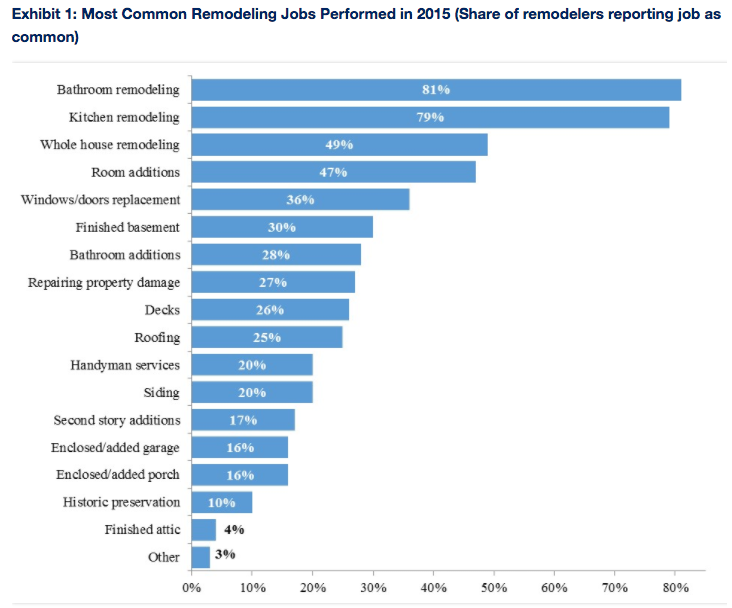 Exhibit 1: Most Common Remodeling Jobs Performed in 2015 (Share of remodelers reporting job as
common)
Bathroom remodeling 81%
Kitchen remodeling 79%
Whole house remodeling 49%
Room additions 47%
Windows/doors replacement 36%
Finished basement 30%
Bathroom additions 28%
Repairing property damage 27%
Decks 26%
Roofing 25%
Handyman services 20%
Siding 20%
Second story additions 17%
Enclosed/added garage 16%
Enclosed/added porch 16%
Historic preservation 10%
Finished attic 4%
Other 3%
0% 10% 20% 30% 40% 50% 60% 70% 80%